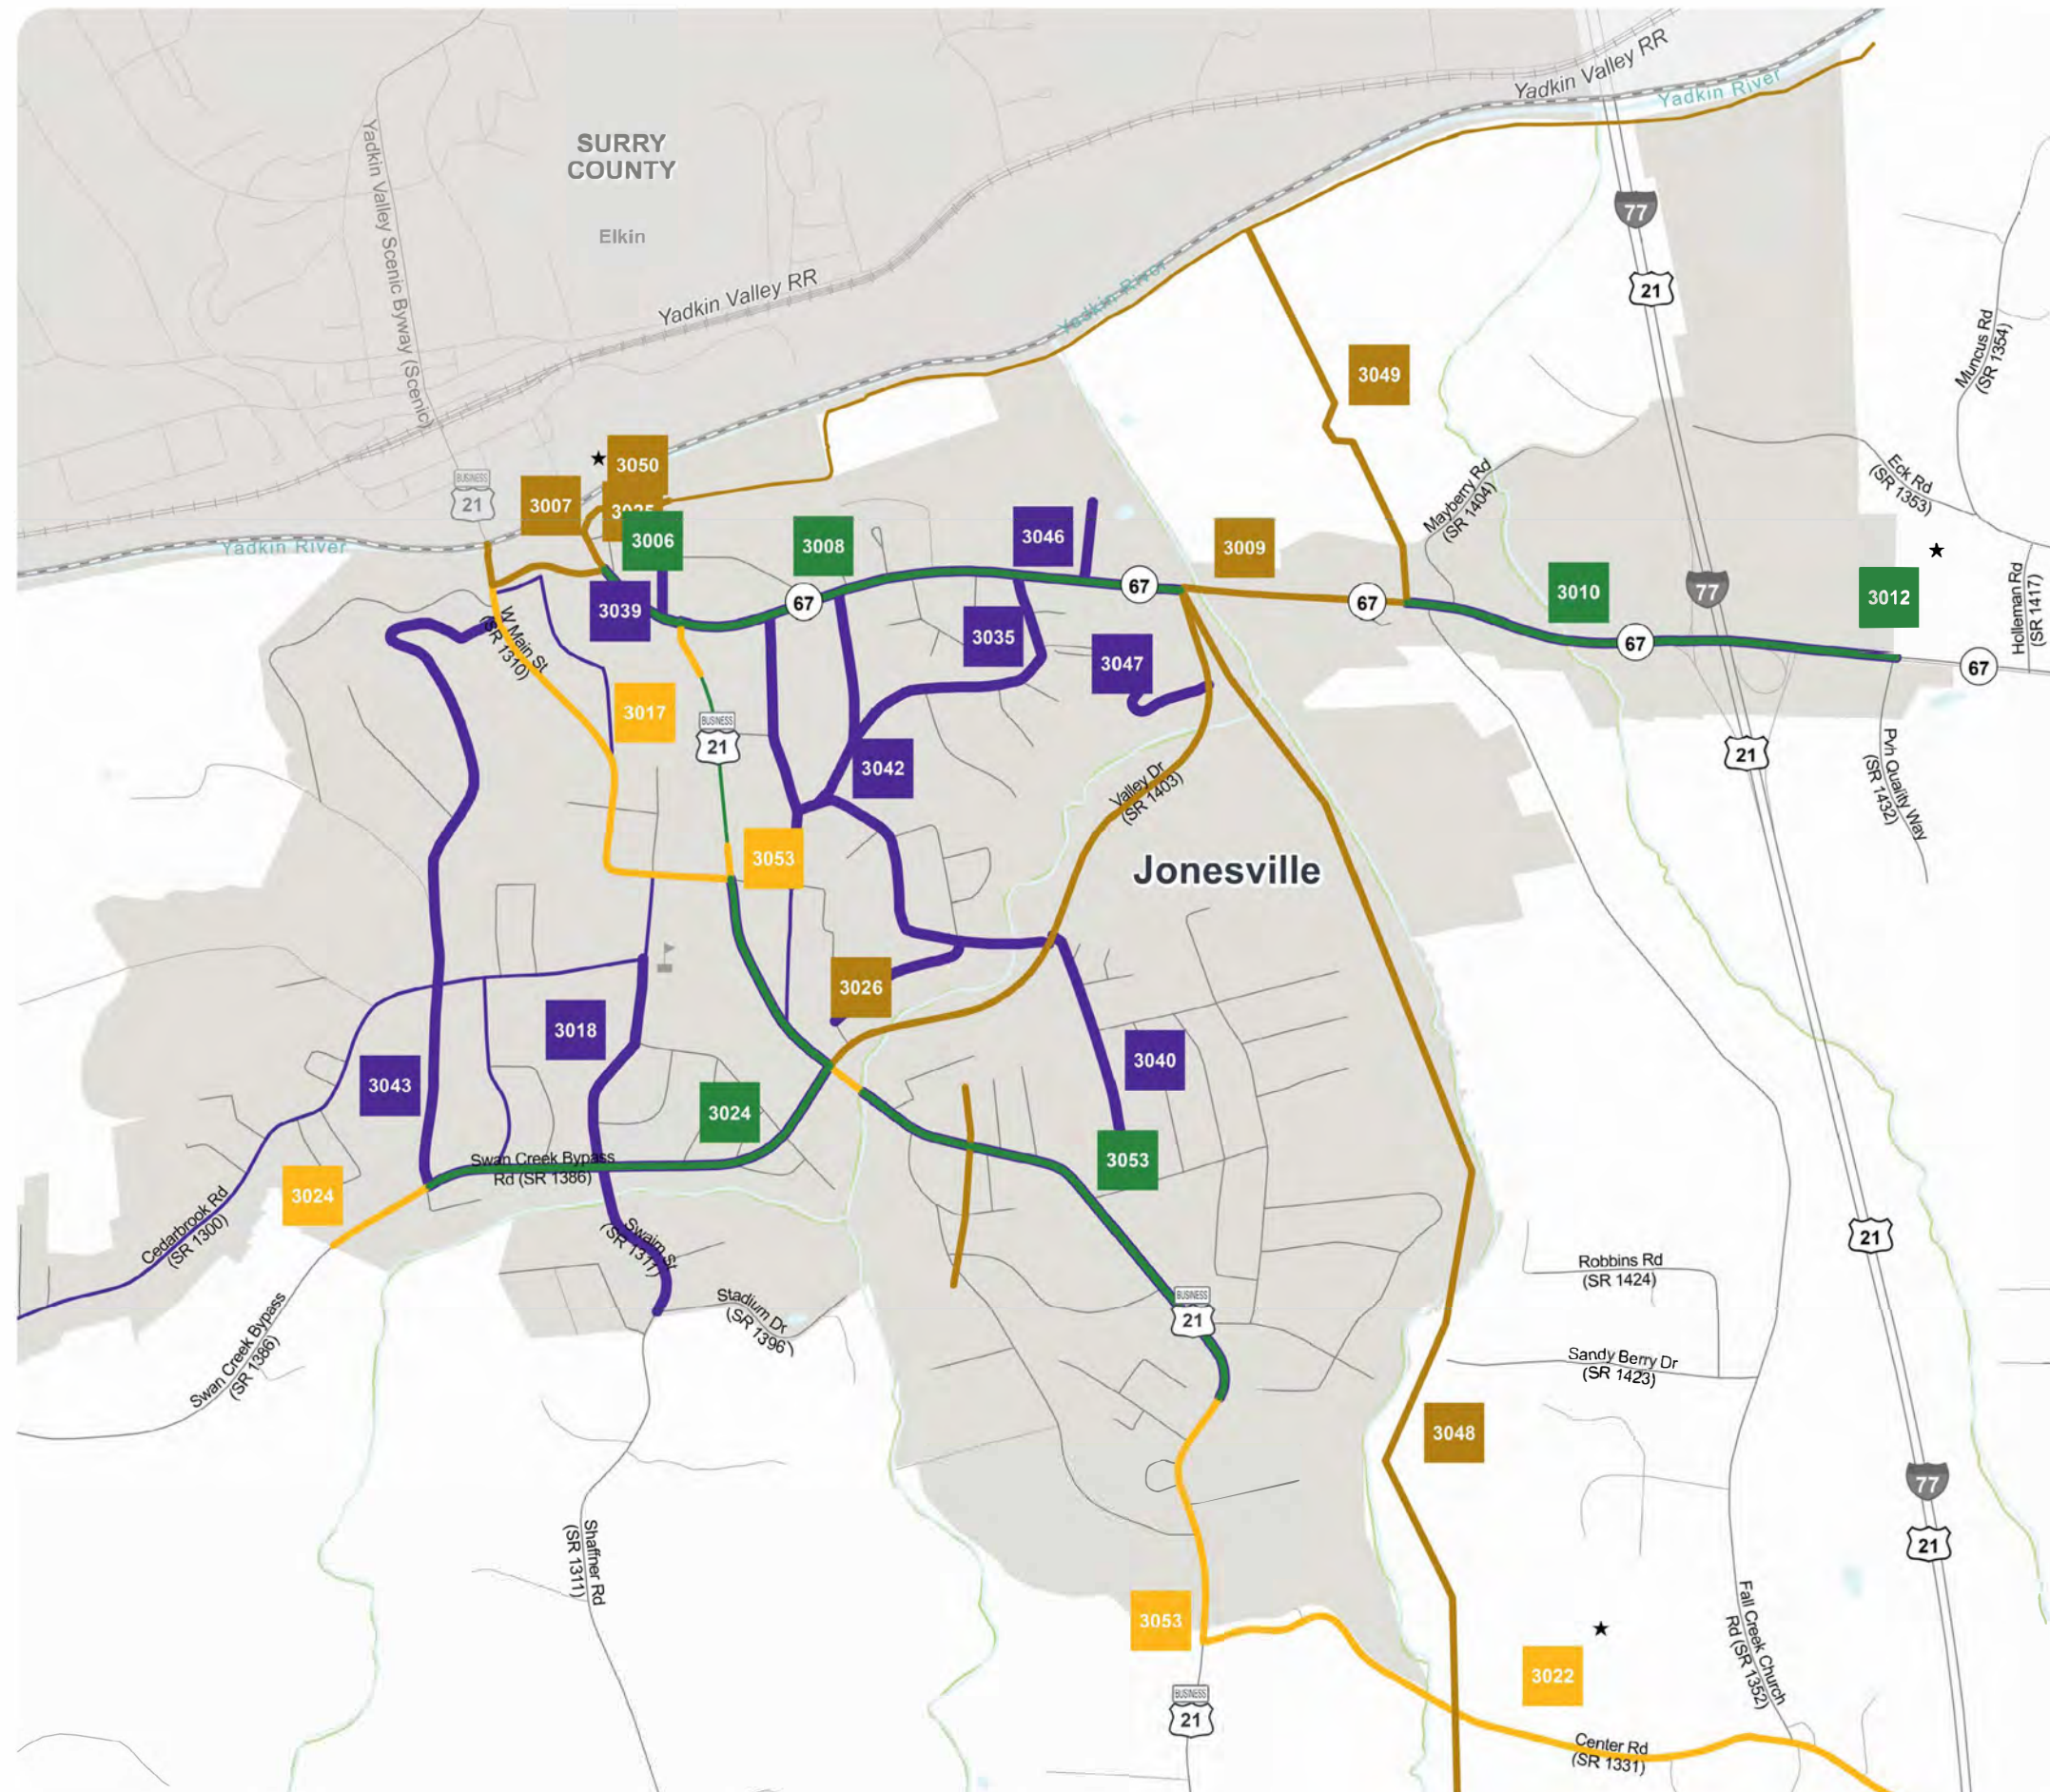 Yadkin Valley RR
Yadkin River
SURRY
COUNTY
Yadkin Valley Scenic Byway (Scenic)
77
Elkin
21
Yadkin Valley RR
Yadkin River
Muncus Rd
(SR 1354)
3049
3050
BUSINESS
21
3007
3025
Mayberry Rd
(SR 1404)
Eck Rd
(SR 1353)
3006
3008
3046
3009
Yadkin River
3039
67
67
67
77
3010
3012
Holleman Rd
(SR 1417)
W Main St
(SR 1310)
3035
67
67
3047
3017
BUSINESS
21
3042
21
Pvh Quality Way
(SR 1432)
Valley Dr
(SR 1403)
3053
Jonesville
3026
3018
3043
3040
3024
3053
Swan Creek Bypass
Rd (SR 1386)
3024
Cedarbrook Rd
(SR 1300)
Swaim St
(SR 1311)
21
Robbins Rd
(SR 1424)
Stadium Dr
(SR 1396)
BUSINESS
21
Swan Creek Bypass
(SR 1386)
Sandy Berry Dr
(SR 1423)
3048
77
21
Shaffner Rd
(SR 1311)
Fall Creek Church
Rd (SR 1352)
3053
3022
BUSINESS
21
Center Rd
(SR 1331)